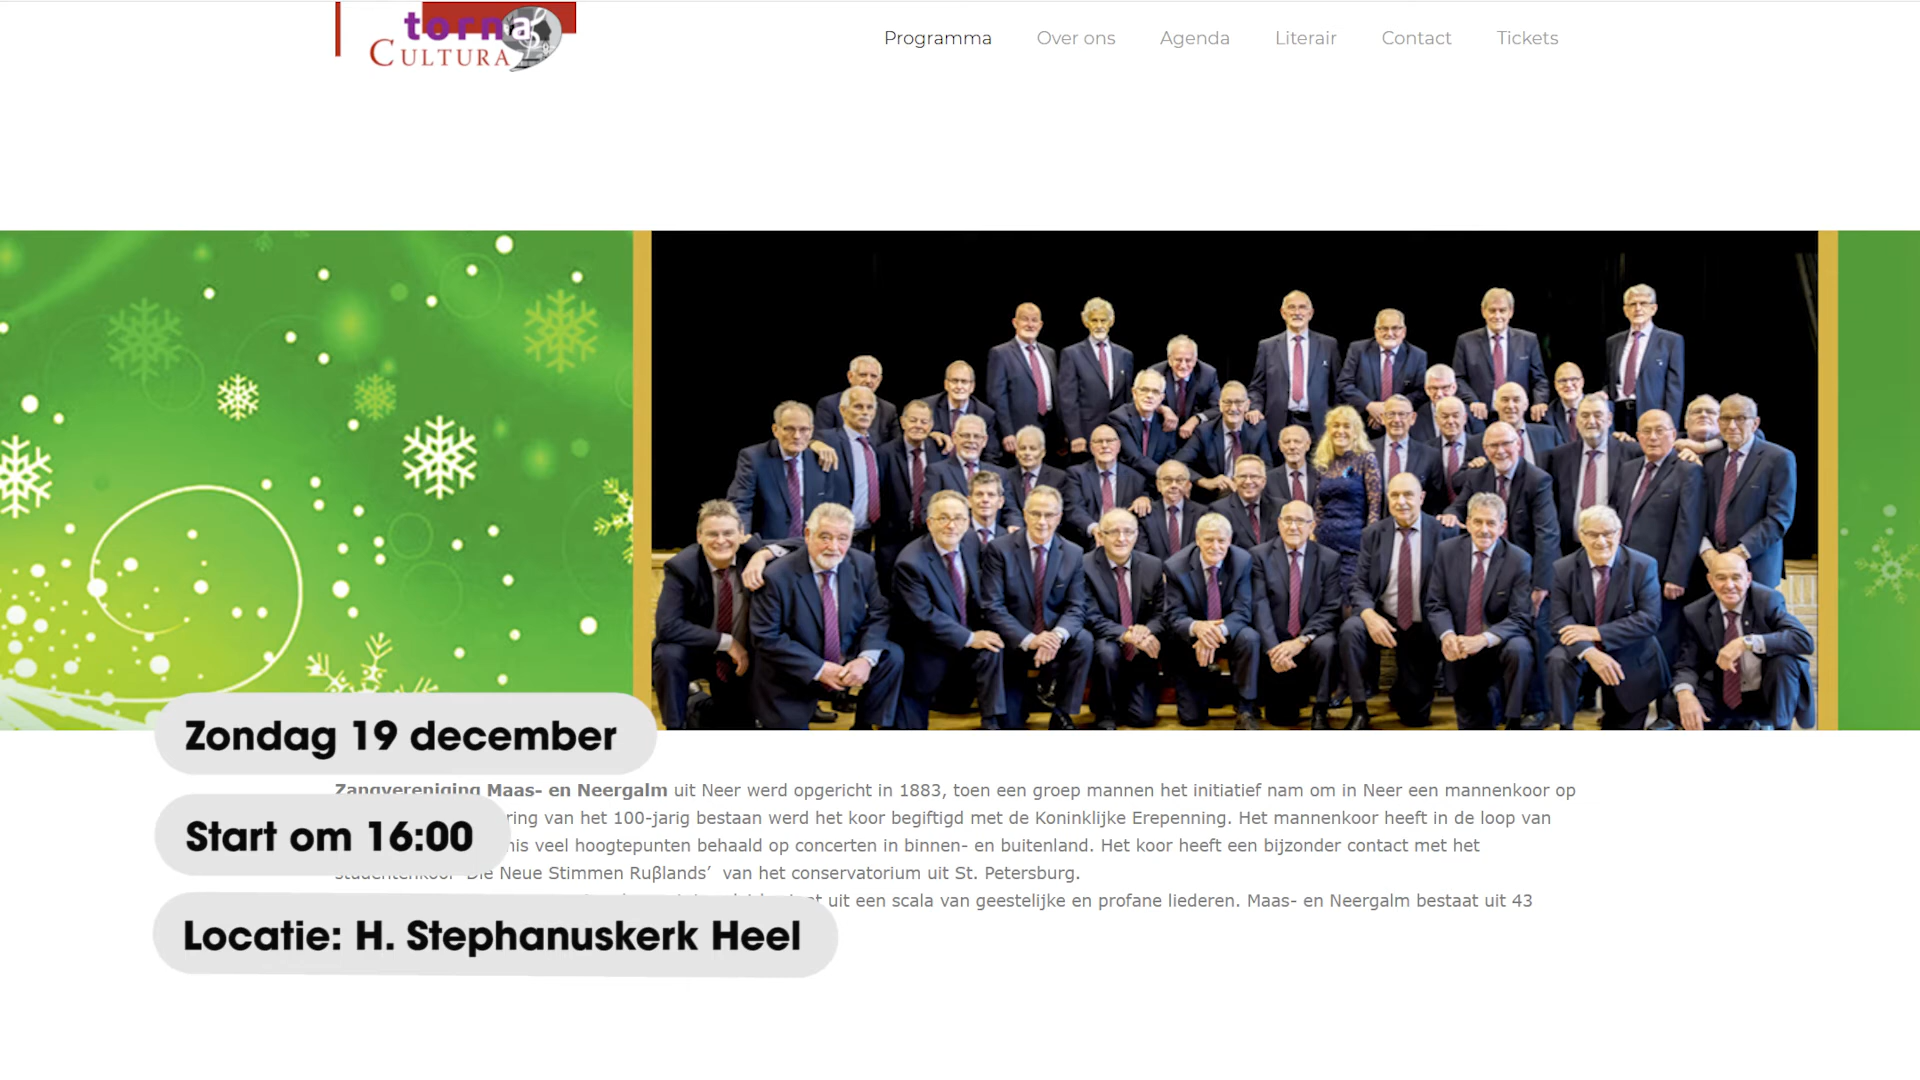 torna
CULTURA
Programma
Over ons
Agenda
Literair
Contact
Tickets
Zondag 19 december
Zangvereniging Maas- en Neergalm uit Neer werd opgericht in 1883, toen een groep mannen het initiatief nam om in Neer een mannenkoor op
Start om 16:00
van het 100-jarig bestaan werd het koor begiftigd met de Koninklijke Erepenning. Het mannenkoor heeft in de loop van
veel hoogtepunten behaald op concerten in binnen- en buitenland. Het koor heeft een bijzonder contact met het
studentenkoor 'Die Neue Stimmen Rußlands' van het conservatorium uit St. Petersburg.
uit een scala van geestelijke en profane liederen. Maas- en Neergalm bestaat uit 43
Locatie: H. Stephanuskerk Heel